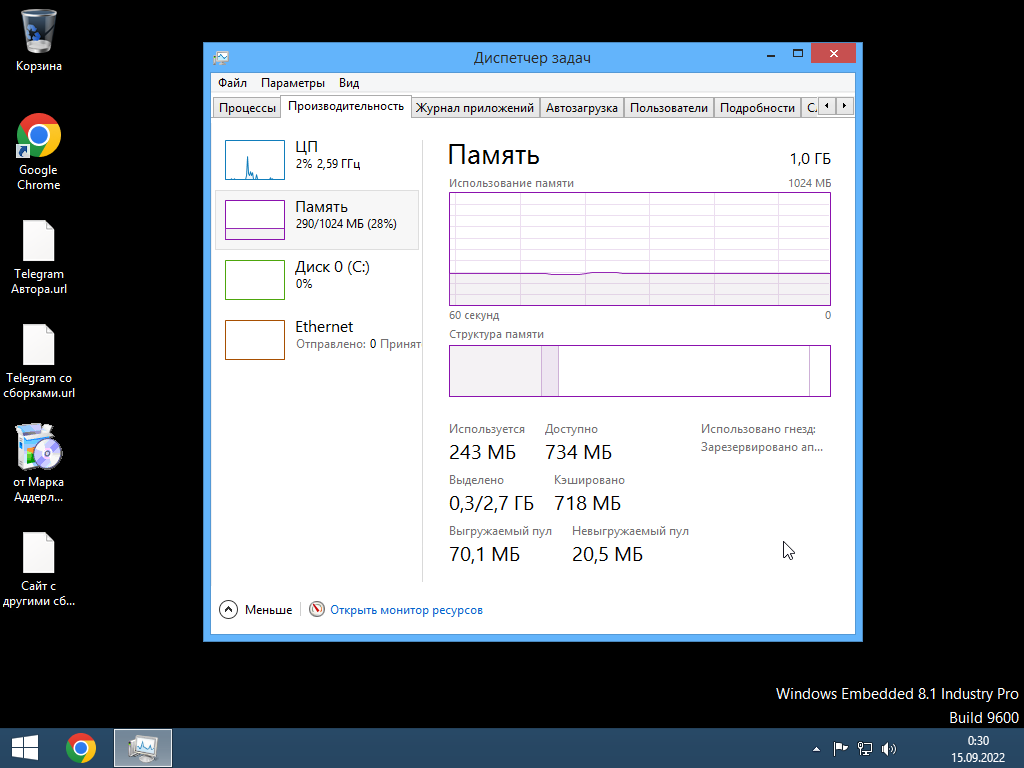 Корзина
Google
Chrome
Telegram
Автора.url
Telegram со
сборками.url
от Марка
Аддерл...
Сайт с
другими сб...
Диспетчер задач
Файл Параметры Вид
Процессы Производительность Журнал приложений Автозагрузка Пользователи Подробности
ЦП
2% 2,59 ГГц
Память
290/1024 МБ (28%)
Диск 0 (C:)
0%
Ethernet
Отправлено: 0 Принят
Память 1,0 ГБ
Использование памяти 1024 МБ
60 секунд 0
Структура памяти
Используется Доступно Использовано гнезд:
243 МБ 734 МБ Зарезервировано ап...
Выделено Кэшировано
0,3/2,7 ГБ 718 МБ
Выгружаемый пул Невыгружаемый пул
70,1 МБ 20,5 МБ
Меньше Открыть монитор ресурсов
Windows Embedded 8.1 Industry Pro
Build 9600
0:30
15.09.2022